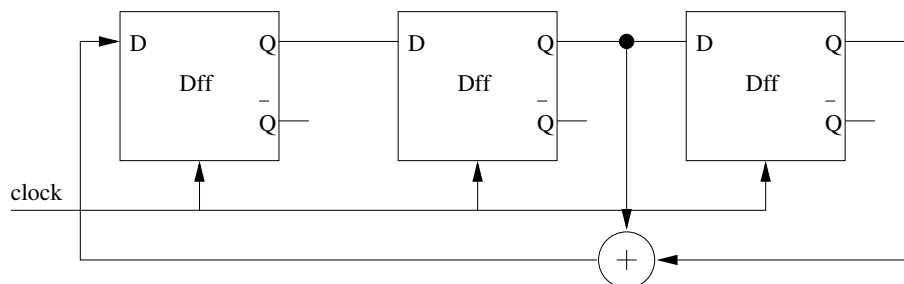 D Q D Q D Q
Dff Dff Dff
Q̅ Q̅ Q̅
clock
+